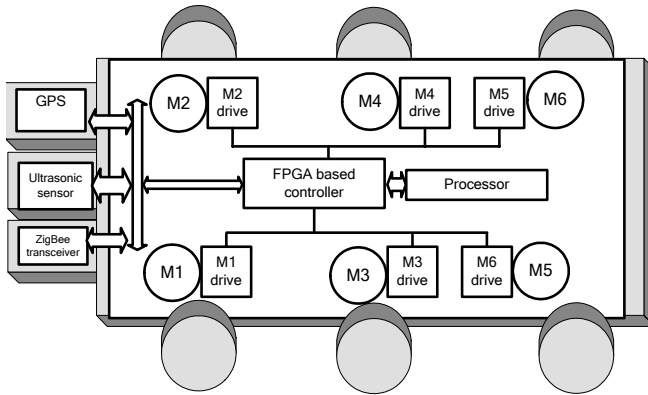 GPS
M2
M2
drive
M4
M4
drive
M5
drive
M6
Ultrasonic
sensor
FPGA based
controller
Processor
ZigBee
transceiver
M1
M1
drive
M3
M3
drive
M6
drive
M5